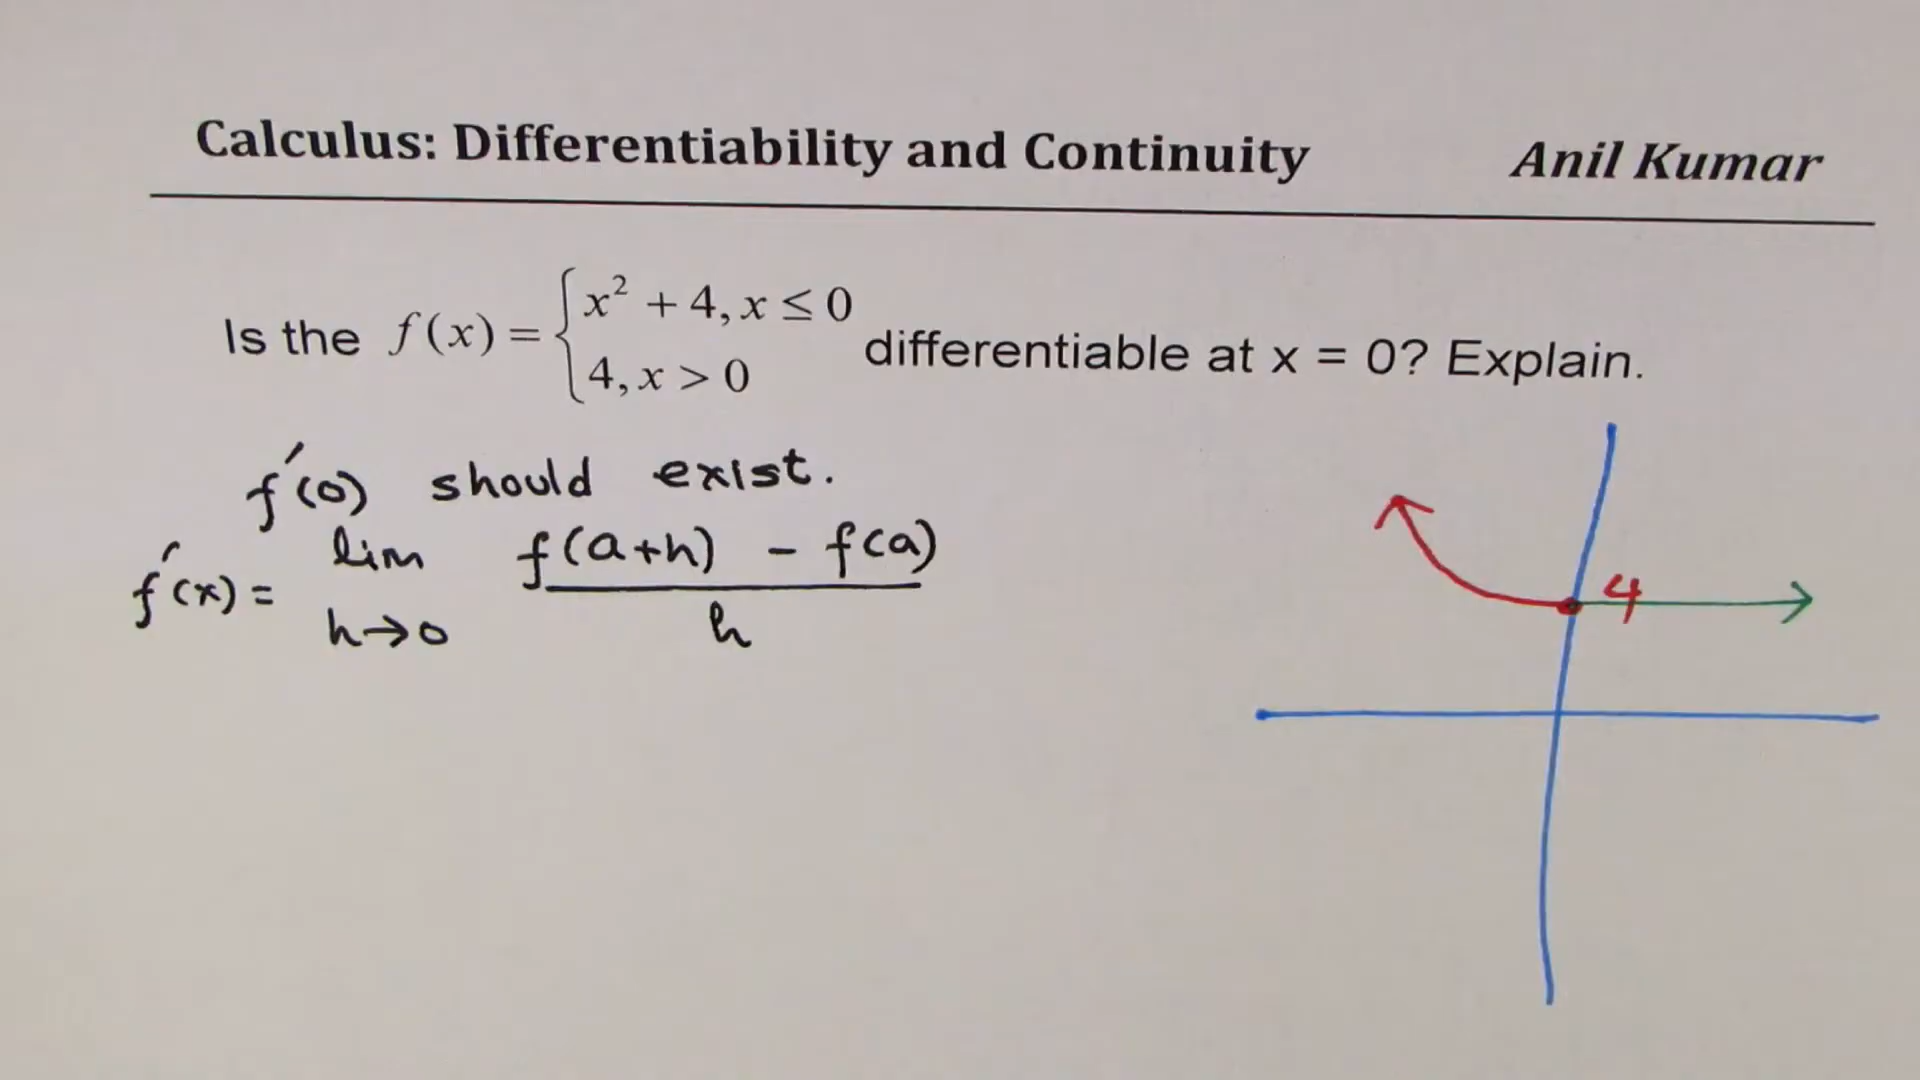 Calculus: Differentiability and Continuity Anil Kumar
Is the f(x) = { x² + 4, x ≤ 0
4, x > 0 differentiable at x = 0? Explain.
f'(0) should exist.
f'(x) = lim h→0 f(a+h) - f(a) / h
4